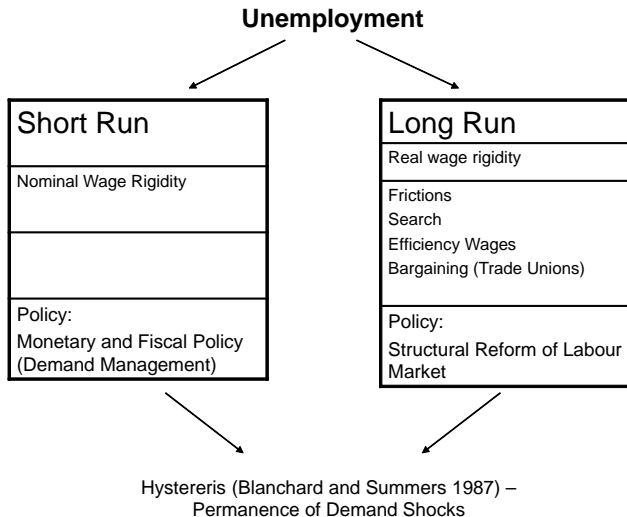 Unemployment
Short Run
Nominal Wage Rigidity
Policy:
Monetary and Fiscal Policy
(Demand Management)
Long Run
Real wage rigidity
Frictions
Search
Efficiency Wages
Bargaining (Trade Unions)
Policy:
Structural Reform of Labour
Market
Hystereris (Blanchard and Summers 1987) –
Permanence of Demand Shocks